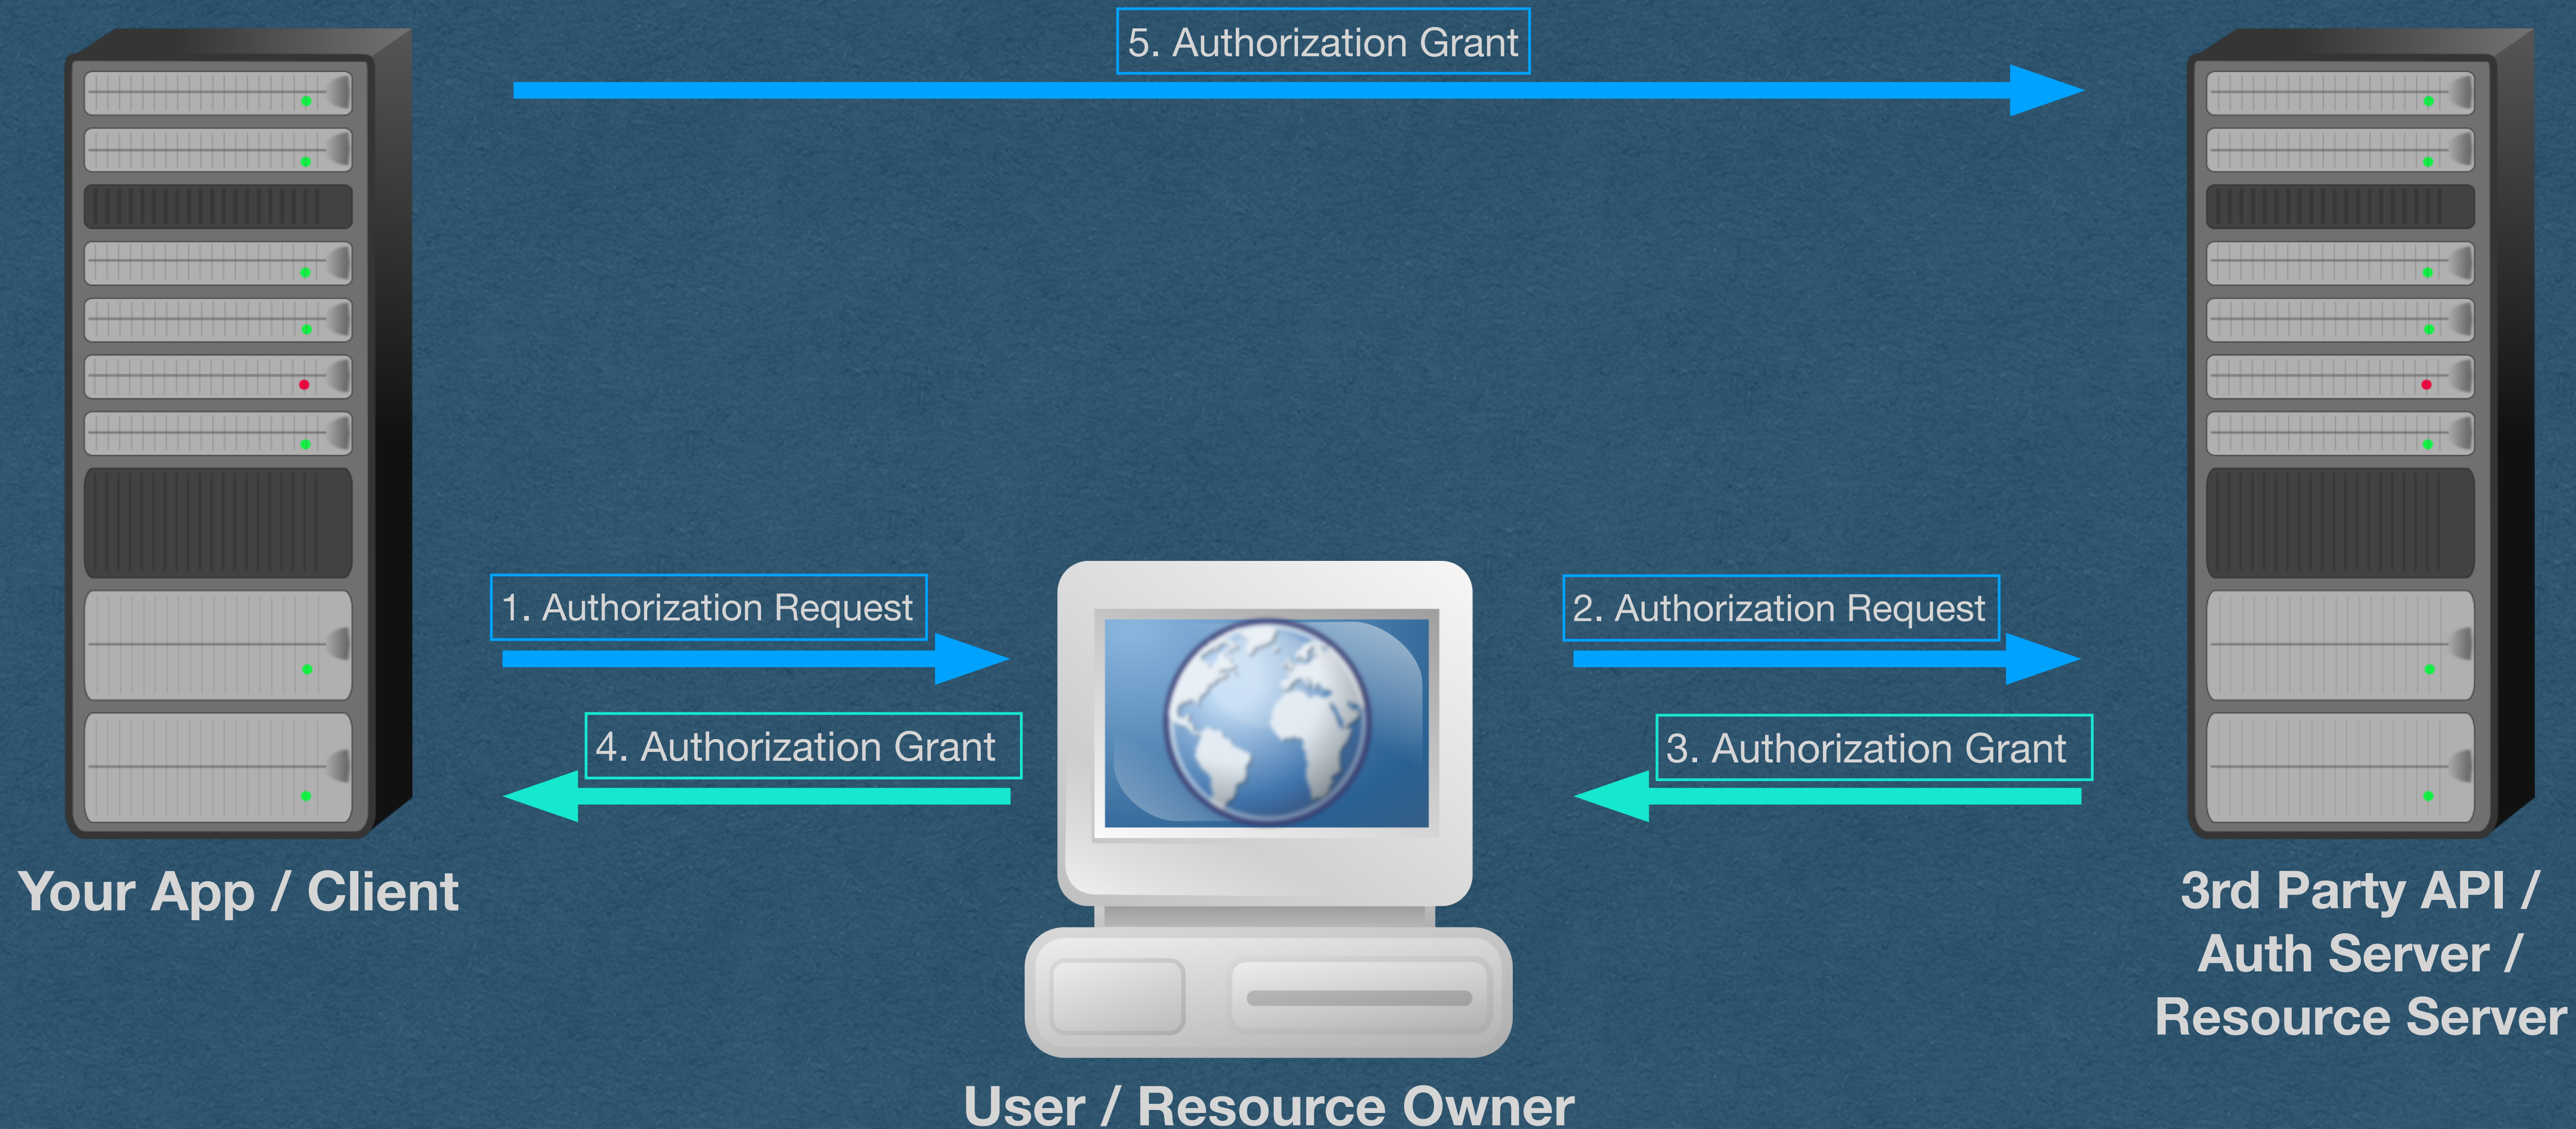 5. Authorization Grant
1. Authorization Request
2. Authorization Request
4. Authorization Grant
3. Authorization Grant
Your App / Client
3rd Party API /
Auth Server /
Resource Server
User / Resource Owner